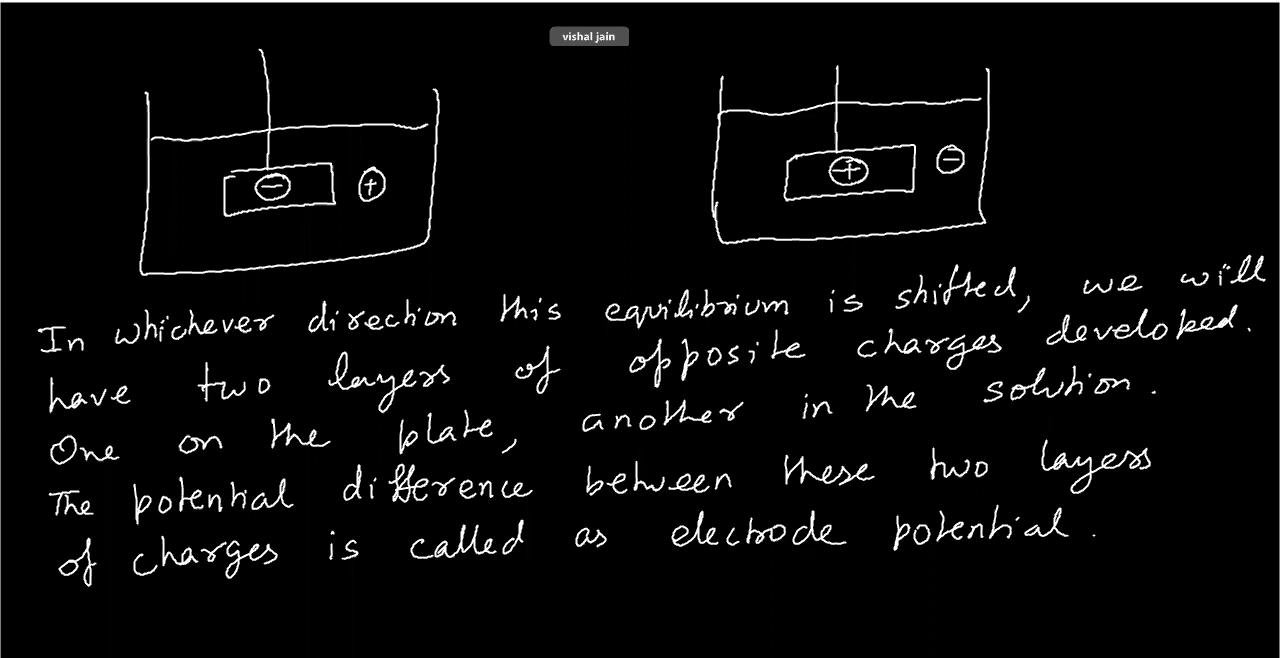 vishal jain
- +
+ -
In whichever direction this equilibrium is shifted, we will
have two layers of opposite charges developed.
One on the plate, another in the solution.
The potential difference between these two layers
of charges is called as electrode potential.